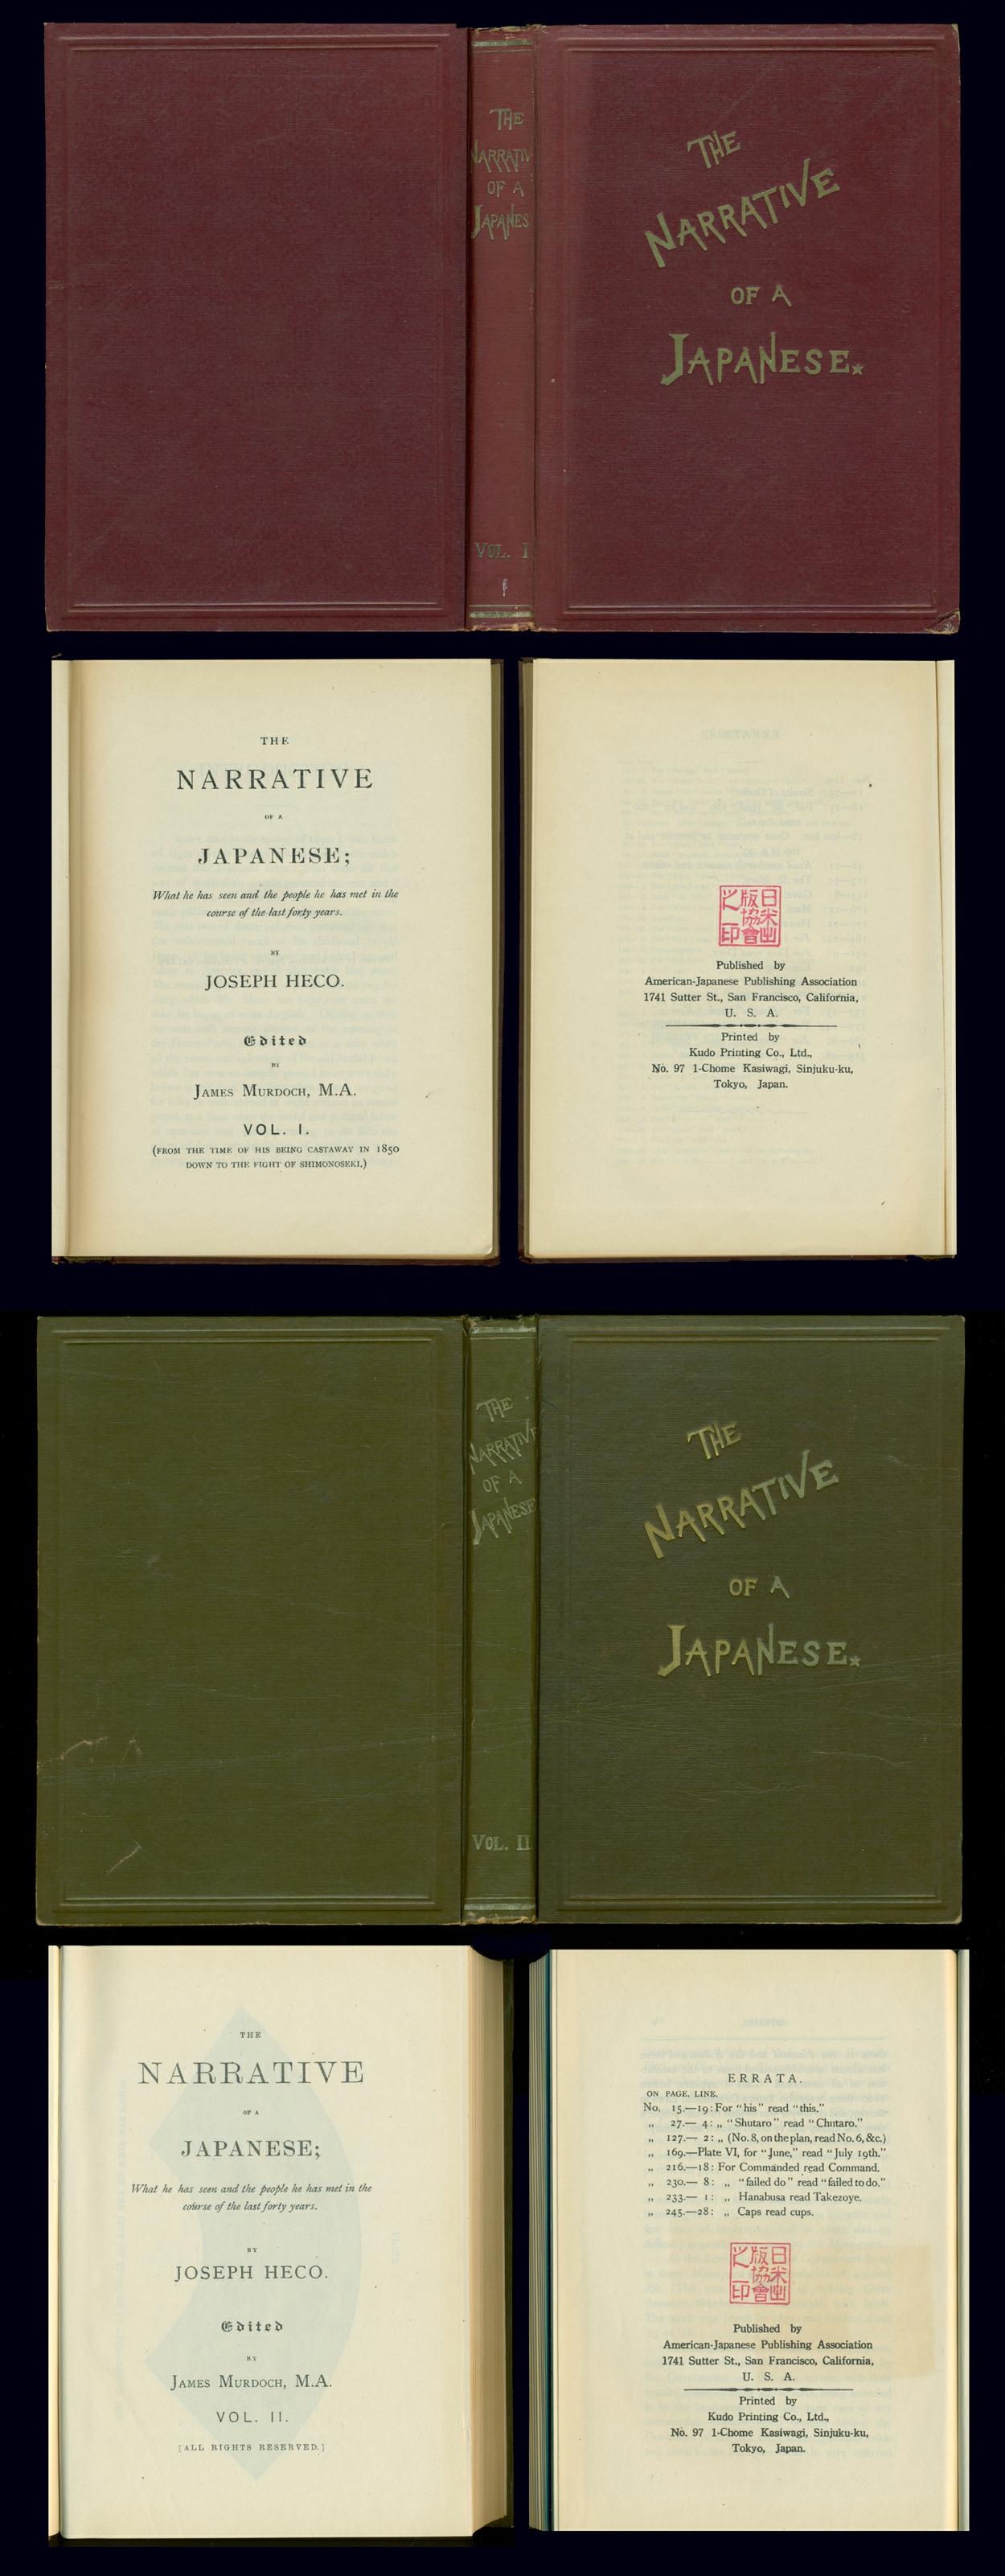 THE
NARRATIV
OF A
JAPANES
VOL. I
THE
NARRATIVE
OF A
JAPANESE.
THE
NARRATIVE
OF A
JAPANESE;
What he has seen and the people he has met in the
course of the last forty years.
BY
JOSEPH HECO.
Edited
BY
JAMES MURDOCH, M.A.
VOL. I.
(FROM THE TIME OF HIS BEING CASTAWAY IN 1850
DOWN TO THE FIGHT OF SHIMONOSEKI.)
日米出
版協會
之印
Published by
American-Japanese Publishing Association
1741 Sutter St., San Francisco, California,
U. S. A.
Printed by
Kudo Printing Co., Ltd.,
No. 97 1-Chome Kasiwagi, Sinjuku-ku,
Tokyo, Japan.
THE
NARRATIVE
OF A
JAPANESE
VOL. II
THE
NARRATIVE
OF A
JAPANESE.
THE
NARRATIVE
OF A
JAPANESE;
What he has seen and the people he has met in the
course of the last forty years.
BY
JOSEPH HECO.
Edited
BY
JAMES MURDOCH, M.A.
VOL. II.
[ALL RIGHTS RESERVED.]
ERRATA.
ON PAGE. LINE.
No. 15.—19: For "his" read "this."
„ 27.— 4: „ "Shutaro" read "Chutaro."
„ 127.— 2: „ (No. 8, on the plan, read No. 6, &c.)
„ 169.—Plate VI, for "June," read "July 19th."
„ 216.—18: For Commanded read Command.
„ 230.— 8: „ "failed do" read "failed to do."
„ 233.— 1: „ Hanabusa read Takezoye.
„ 245.—28: „ Caps read cups.
日米出
版協會
之印
Published by
American-Japanese Publishing Association
1741 Sutter St., San Francisco, California,
U. S. A.
Printed by
Kudo Printing Co., Ltd.,
No. 97 1-Chome Kasiwagi, Sinjuku-ku,
Tokyo, Japan.